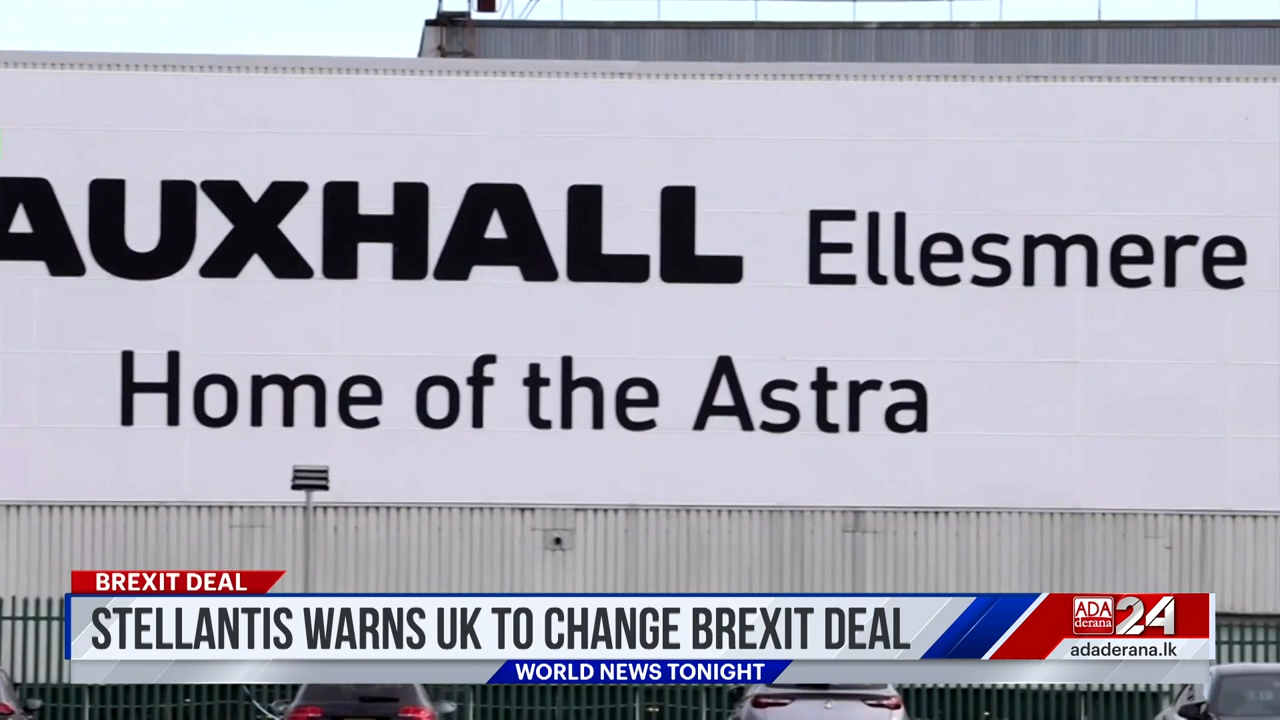 AUXHALL Ellesmere
Home of the Astra
BREXIT DEAL
STELLANTIS WARNS UK TO CHANGE BREXIT DEAL
ADA
derana
24
adaderana.lk
WORLD NEWS TONIGHT